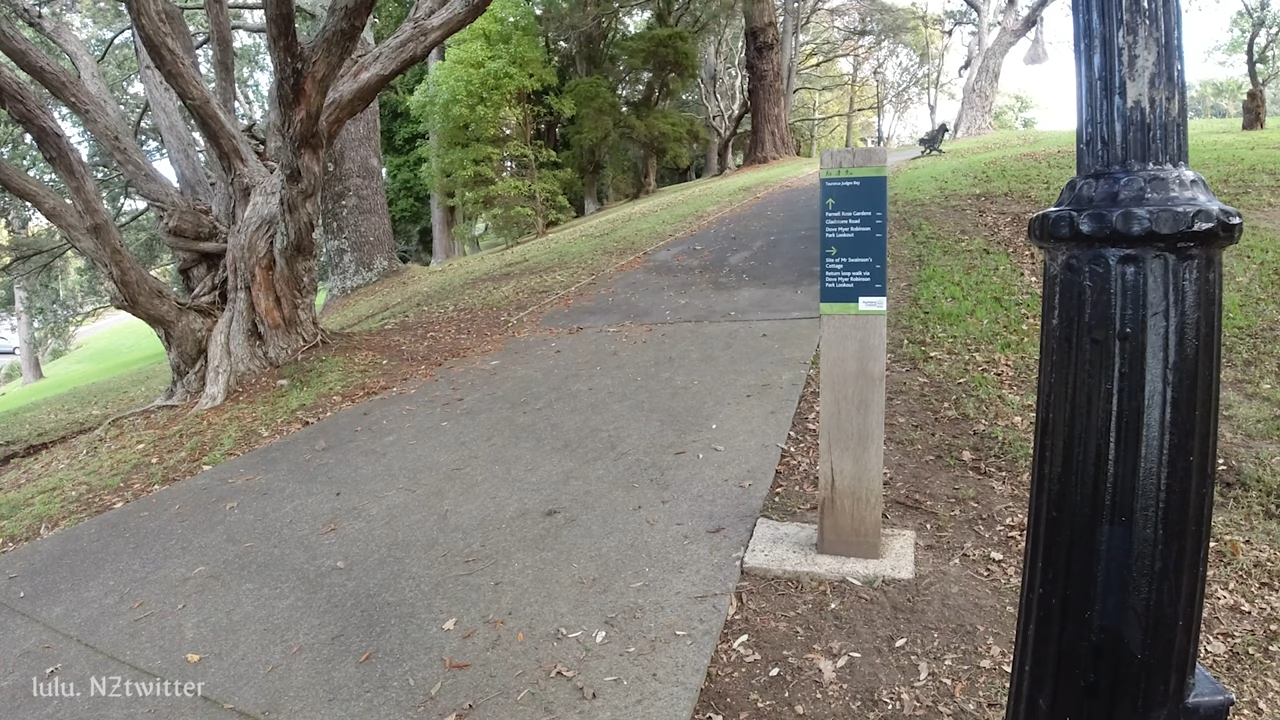 Taurarua Judges Bay
Parnell Rose Gardens
Gladstone Road
Dove Myer Robinson
Park Lookout
Site of Mr Swainson's
Cottage
Return loop walk via
Dove Myer Robinson
Park Lookout
lulu. NZtwitter